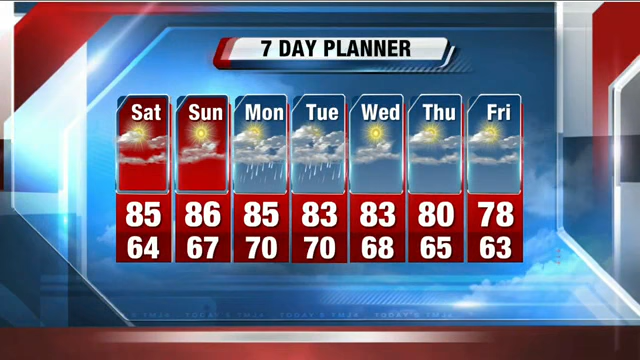 7 DAY PLANNER
Sat Sun Mon Tue Wed Thu Fri
85 86 85 83 83 80 78
64 67 70 70 68 65 63